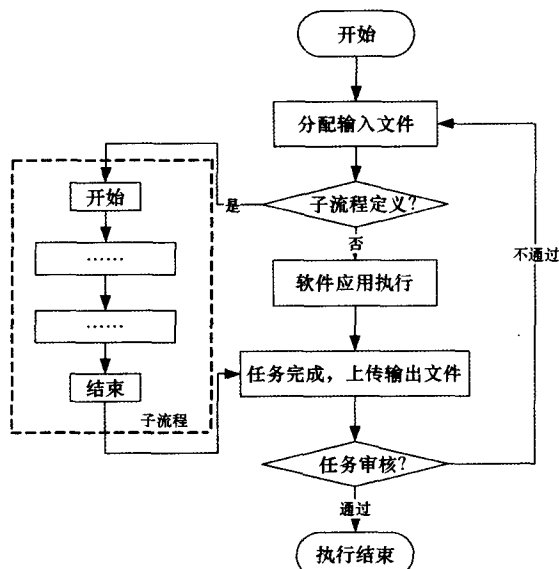 开始
分配输入文件
子流程定义?
是
否
不通过
开始
……
……
结束
子流程
软件应用执行
任务完成，上传输出文件
任务审核?
通过
执行结束